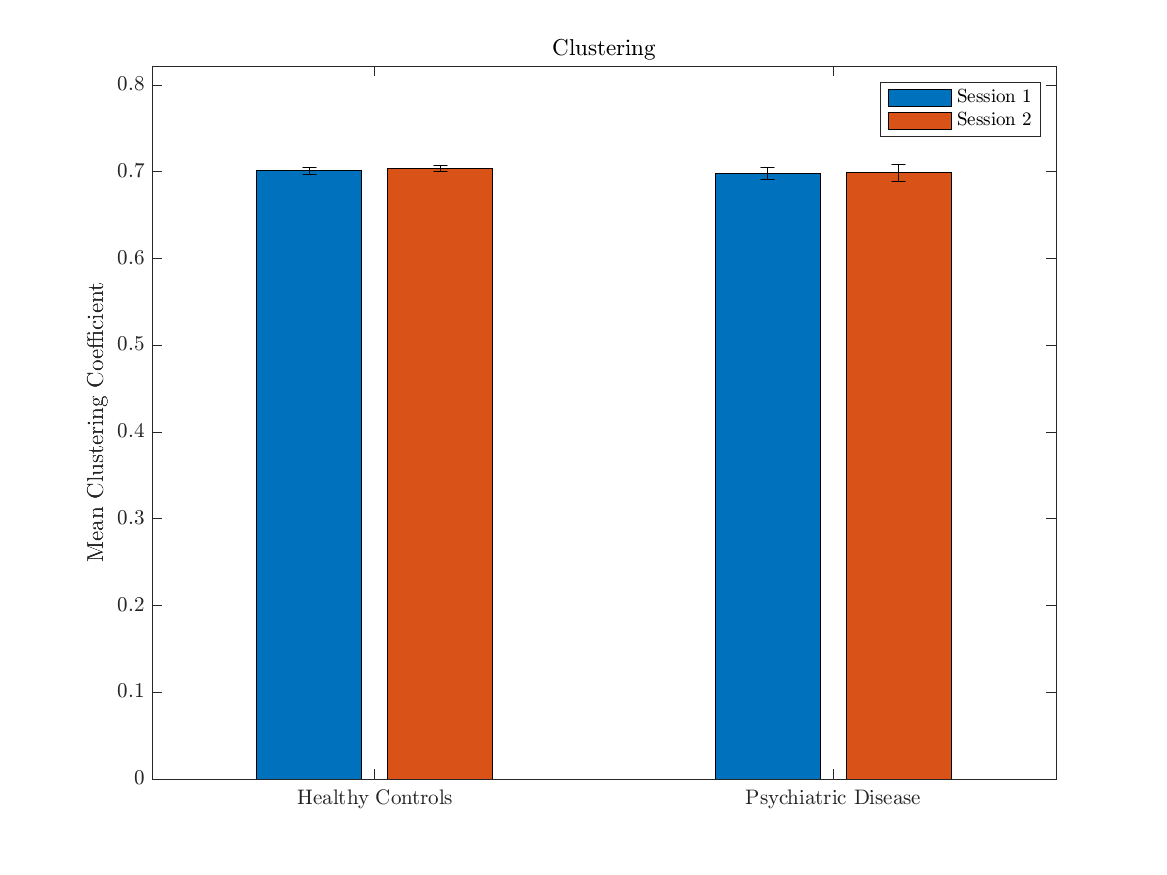 Clustering
Session 1
Session 2
Mean Clustering Coefficient
0.8
0.7
0.6
0.5
0.4
0.3
0.2
0.1
0
Healthy Controls
Psychiatric Disease